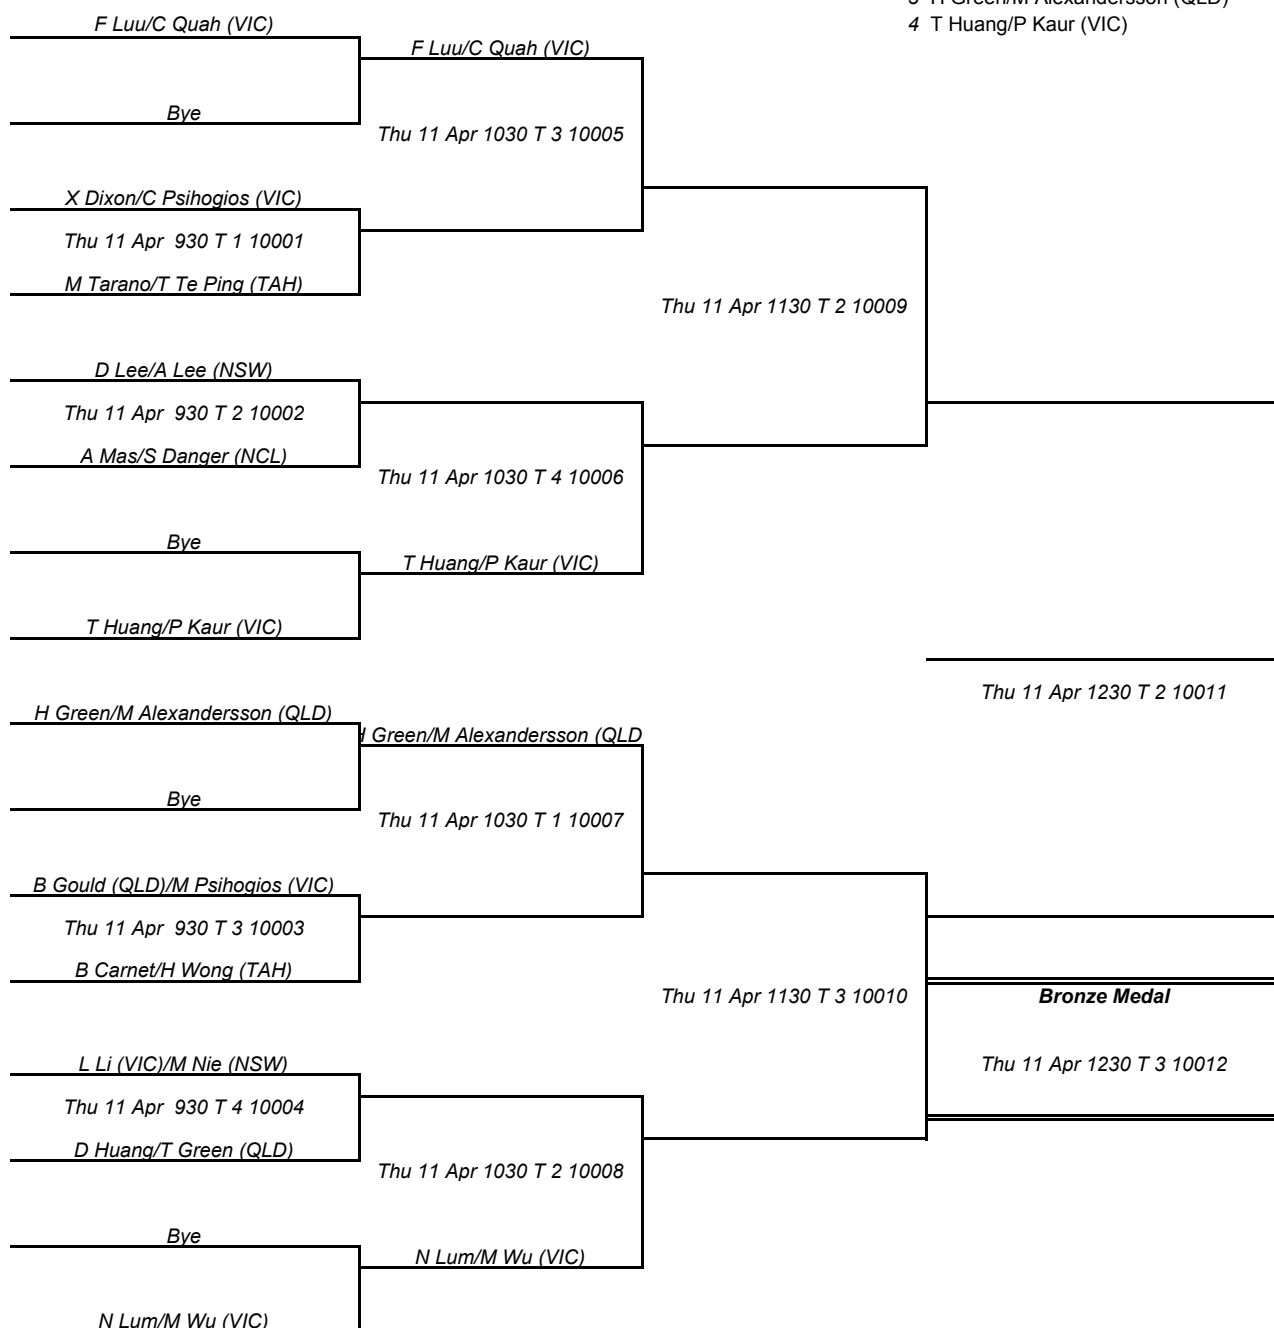 3 H Green/M Alexandersson (QLD)
F Luu/C Quah (VIC)
4 T Huang/P Kaur (VIC)
F Luu/C Quah (VIC)
Bye
Thu 11 Apr 1030 T 3 10005
X Dixon/C Psihogios (VIC)
Thu 11 Apr 930 T 1 10001
M Tarano/T Te Ping (TAH)
Thu 11 Apr 1130 T 2 10009
D Lee/A Lee (NSW)
Thu 11 Apr 930 T 2 10002
A Mas/S Danger (NCL)
Thu 11 Apr 1030 T 4 10006
Bye
T Huang/P Kaur (VIC)
T Huang/P Kaur (VIC)
Thu 11 Apr 1230 T 2 10011
H Green/M Alexandersson (QLD)
H Green/M Alexandersson (QLD
Bye
Thu 11 Apr 1030 T 1 10007
B Gould (QLD)/M Psihogios (VIC)
Thu 11 Apr 930 T 3 10003
B Carnet/H Wong (TAH)
Thu 11 Apr 1130 T 3 10010
Bronze Medal
L Li (VIC)/M Nie (NSW)
Thu 11 Apr 1230 T 3 10012
Thu 11 Apr 930 T 4 10004
D Huang/T Green (QLD)
Thu 11 Apr 1030 T 2 10008
Bye
N Lum/M Wu (VIC)
N Lum/M Wu (VIC)